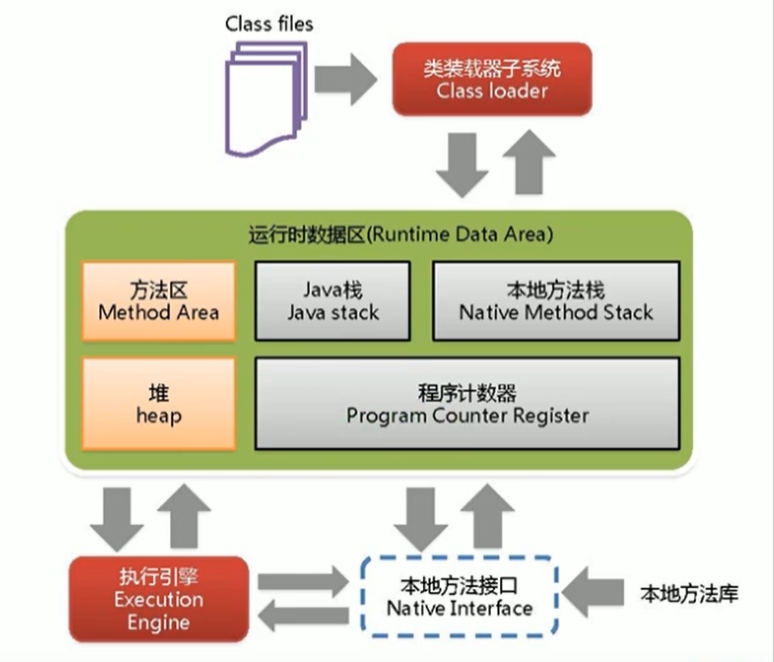 Class files
类装载器子系统
Class loader
运行时数据区(Runtime Data Area)
方法区
Method Area
Java栈
Java stack
本地方法栈
Native Method Stack
堆
heap
程序计数器
Program Counter Register
执行引擎
Execution
Engine
本地方法接口
Native Interface
本地方法库